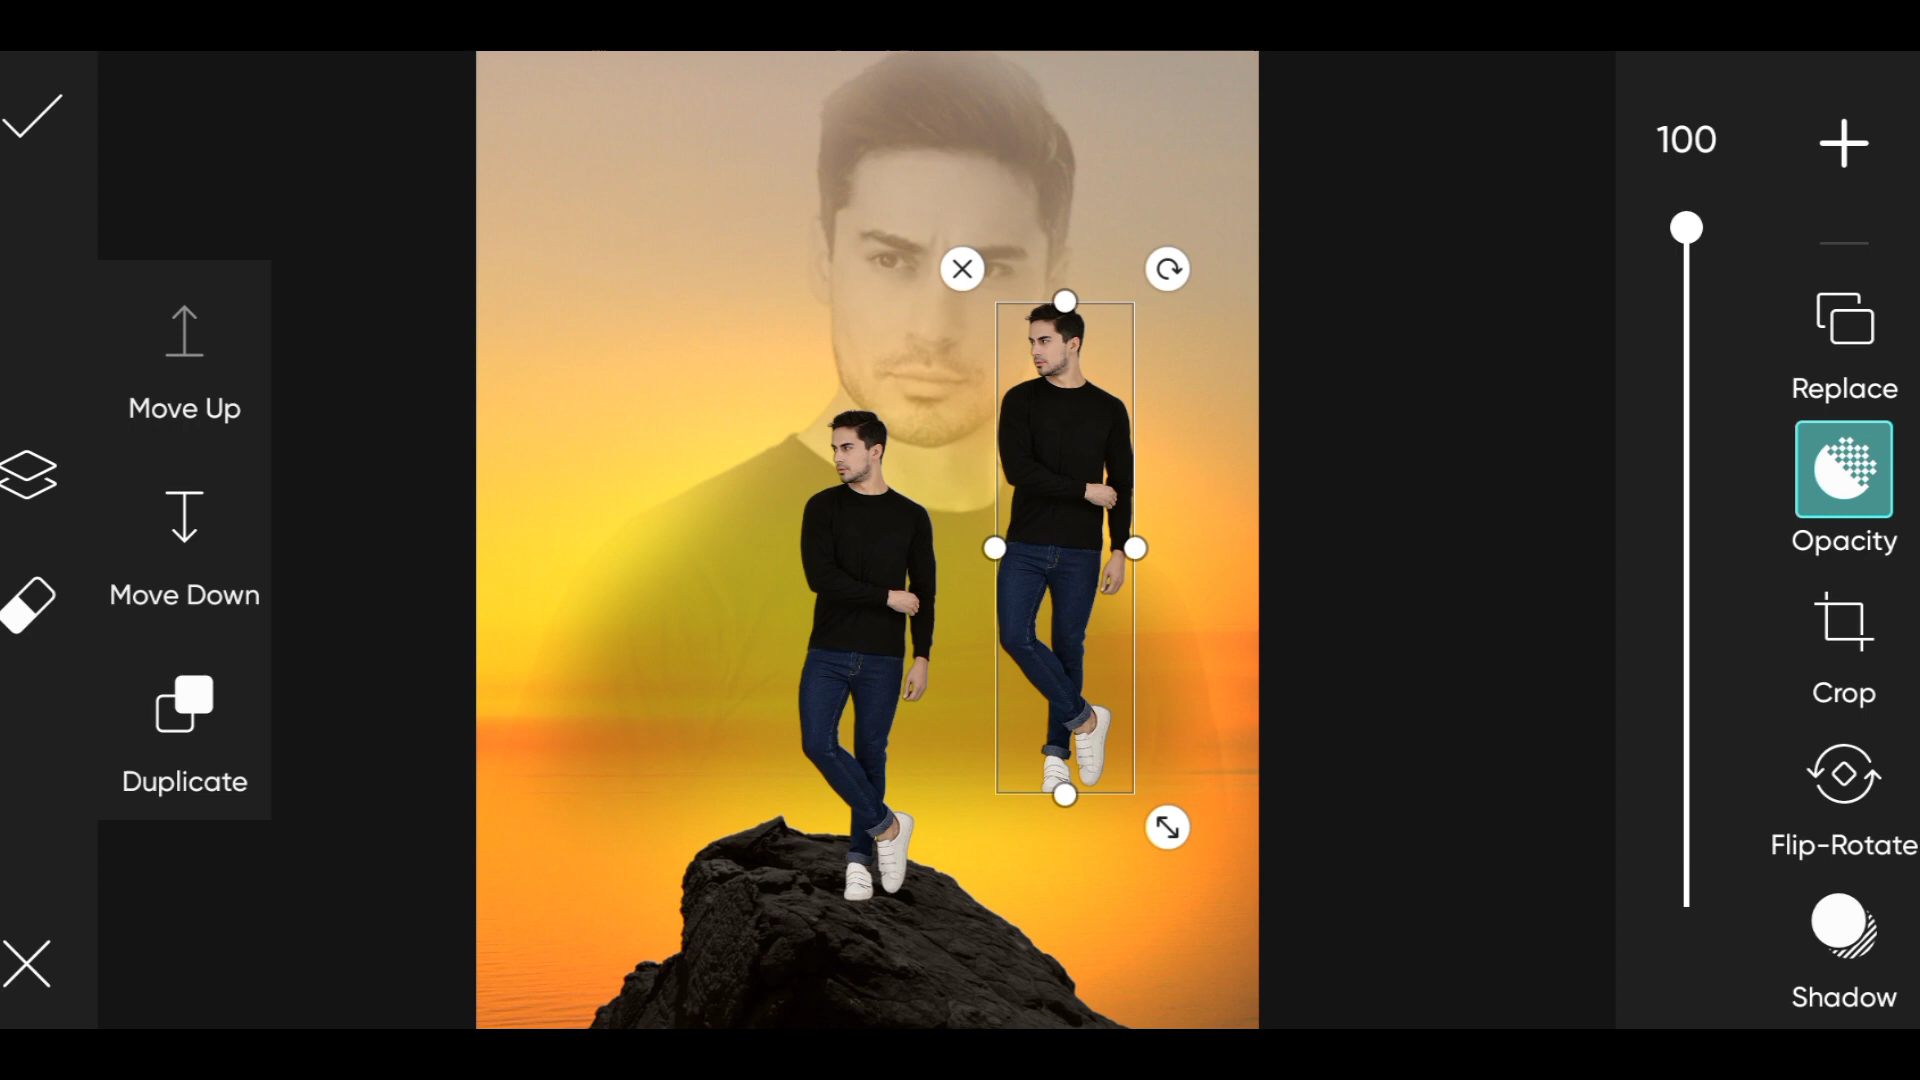 Move Up
Move Down
Duplicate
100
Replace
Opacity
Crop
Flip-Rotate
Shadow